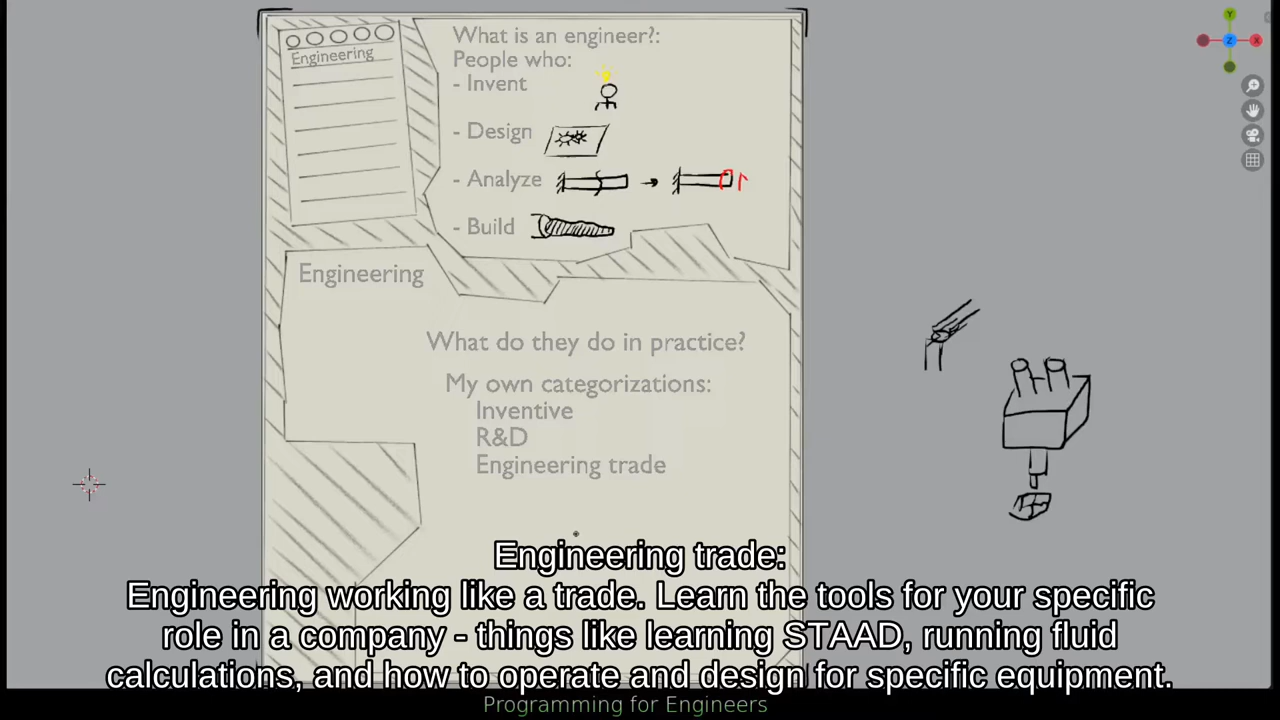 Engineering
What is an engineer?:
People who:
- Invent
- Design
- Analyze
- Build
Engineering
What do they do in practice?
My own categorizations:
Inventive
R&D
Engineering trade
Engineering trade:
Engineering working like a trade. Learn the tools for your specific
role in a company - things like learning STAAD, running fluid
calculations, and how to operate and design for specific equipment.
Programming for Engineers
Y
Z
X